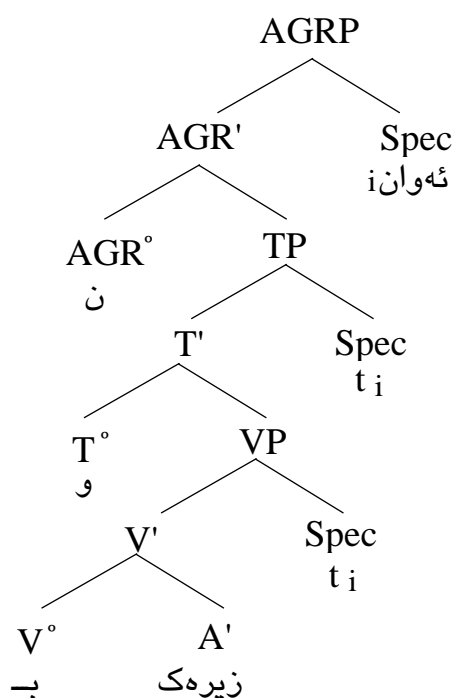 AGRP
AGR' Spec
ئەوانi
AGR° TP
ن
T' Spec
t i
T° VP
و
V' Spec
t i
V° A'
بـ زیرەک